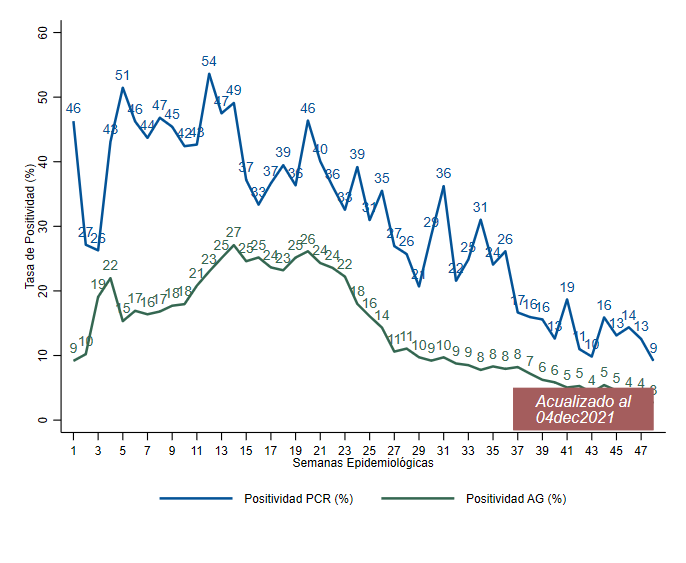 60
50
40
30
20
10
0
Tasa de Positividad (%)
46 27 26 43 51 46 44 47 45 42 43 54 47 49 37 33 37 39 36 46 40 36 33 39 31 35 27 26 21 29 36 22 25 31 24 26 17 16 16 13 19 11 10 16 13 14 13 9
9 10 19 22 15 17 16 17 18 18 21 23 25 27 25 25 24 23 25 26 24 24 22 18 16 14 11 11 10 9 10 9 9 8 8 8 8 7 6 6 5 5 4 5 5 4 4
Acualizado al
04dec2021
1 3 5 7 9 11 13 15 17 19 21 23 25 27 29 31 33 35 37 39 41 43 45 47
Semanas Epidemiológicas
Positividad PCR (%) Positividad AG (%)